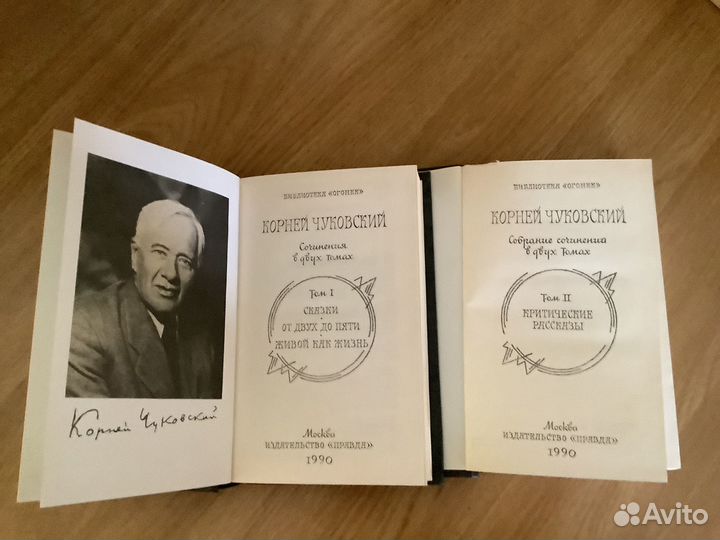 Корней Чуковский
БИБЛИОТЕКА «ОГОНЕК»
КОРНЕЙ ЧУКОВСКИЙ
Сочинения
в двух томах
Том I
СКАЗКИ
ОТ ДВУХ ДО ПЯТИ
ЖИВОЙ КАК ЖИЗНЬ
Москва
ИЗДАТЕЛЬСТВО «ПРАВДА»
1990
БИБЛИОТЕКА «ОГОНЕК»
КОРНЕЙ ЧУКОВСКИЙ
Собрание сочинений
в двух томах
Том II
КРИТИЧЕСКИЕ
РАССКАЗЫ
Москва
ИЗДАТЕЛЬСТВО «ПРАВДА»
1990
Avito